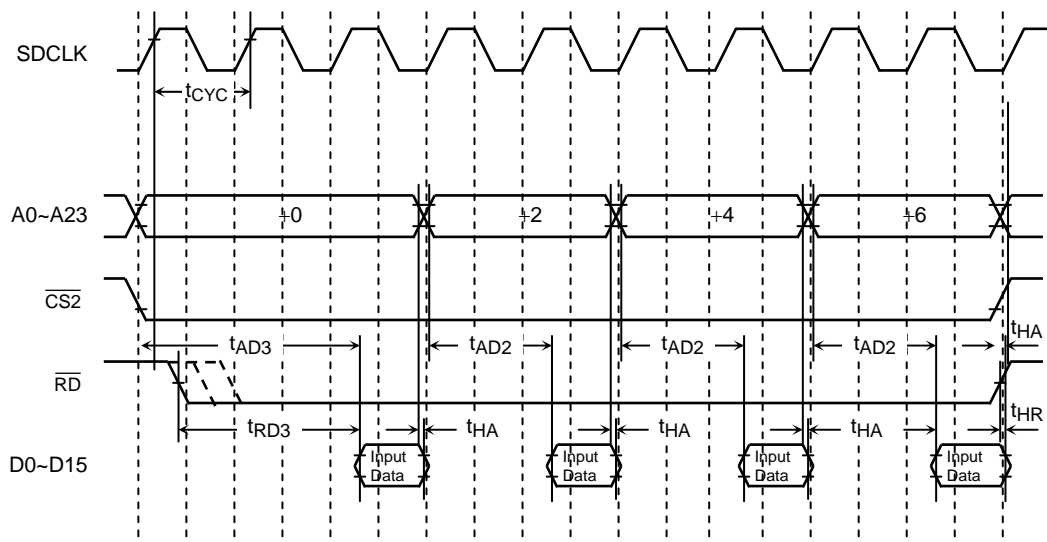 SDCLK
tCYC
A0~A23
+0
+2
+4
+6
CS2
tAD3
tAD2
tAD2
tAD2
tHA
RD
tRD3
tHA
tHA
tHA
tHR
D0~D15
Input
Data
Input
Data
Input
Data
Input
Data